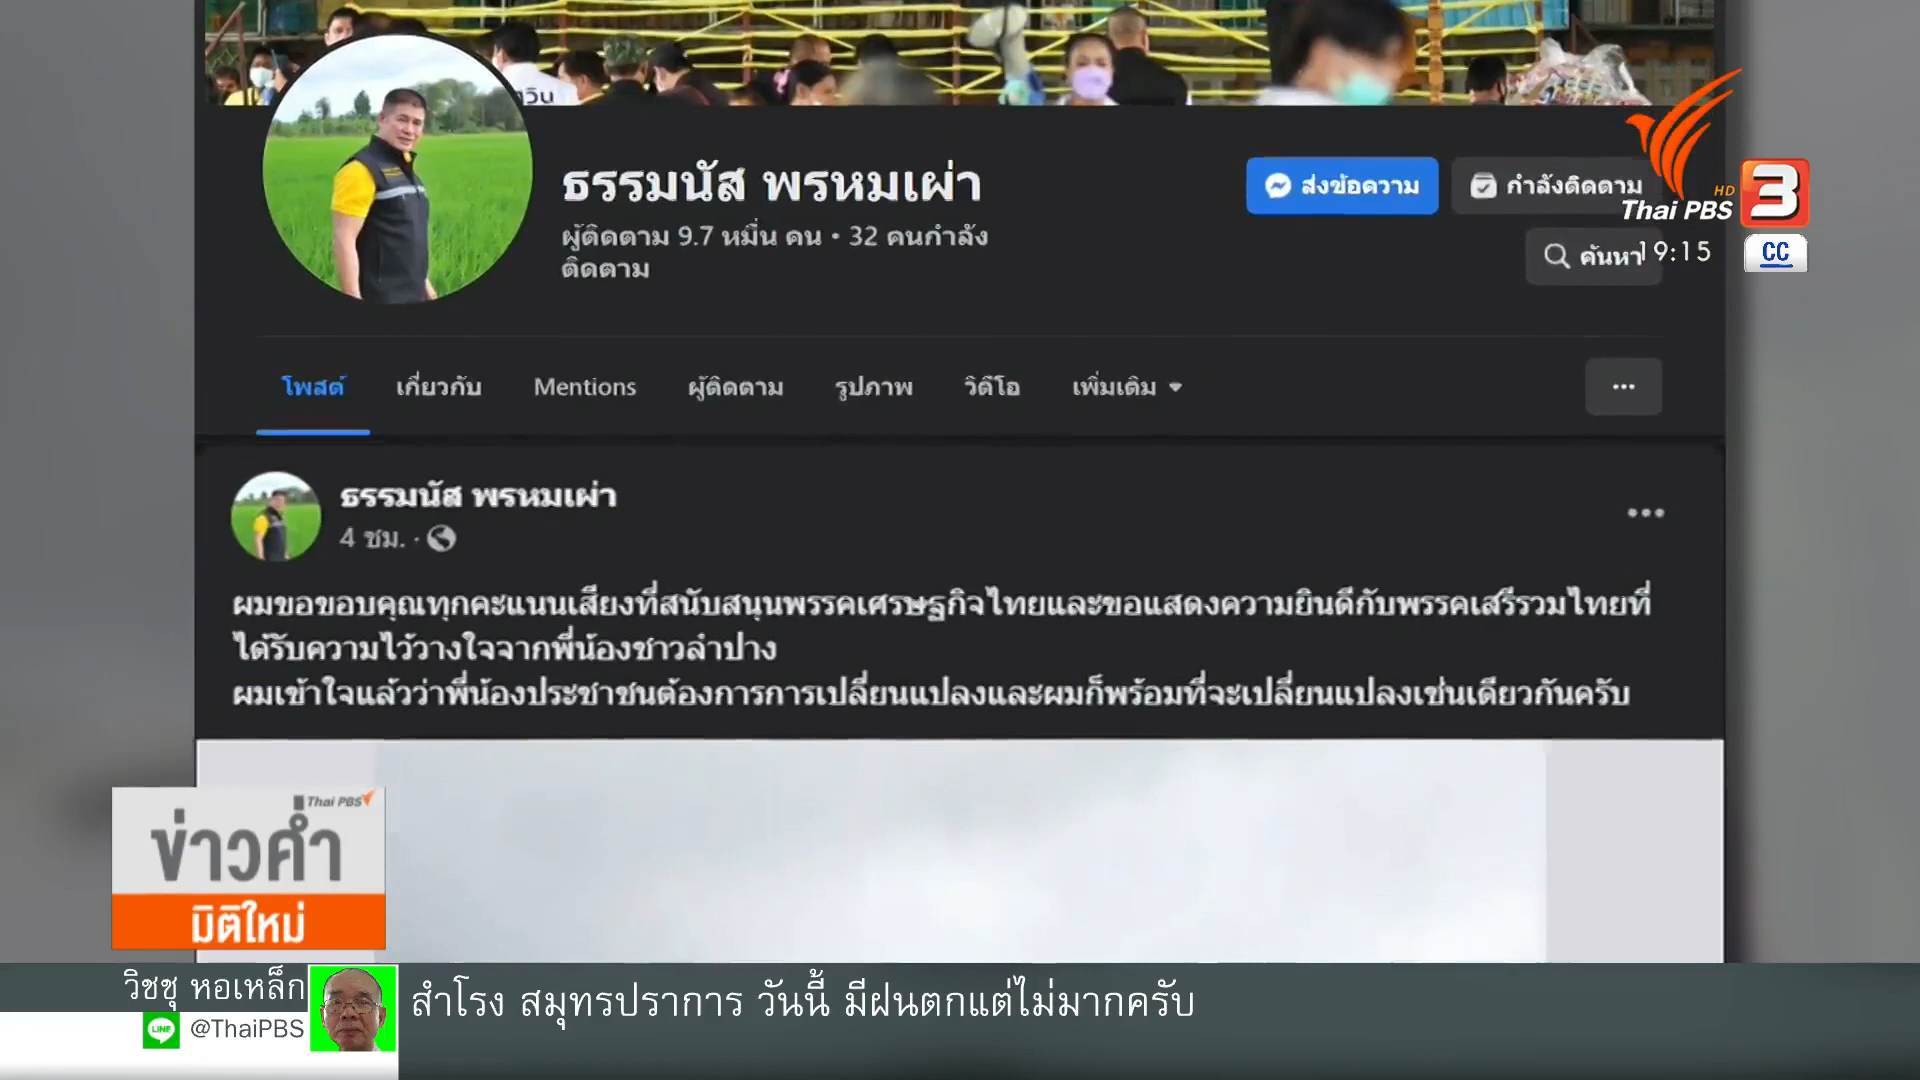 ศวิน
ธรรมนัส พรหมเผ่า
ผู้ติดตาม 9.7 หมื่น คน • 32 คนกำลัง
ติดตาม
ส่งข้อความ
กำลังติดตาม
ค้นหา
HD
Thai PBS
3
19:15
CC
โพสต์ เกี่ยวกับ Mentions ผู้ติดตาม รูปภาพ วิดีโอ เพิ่มเติม
ธรรมนัส พรหมเผ่า
4 ชม. ·
ผมขอขอบคุณทุกคะแนนเสียงที่สนับสนุนพรรคเศรษฐกิจไทยและขอแสดงความยินดีกับพรรคเสรีรวมไทยที่
ได้รับความไว้วางใจจากพี่น้องชาวลำปาง
ผมเข้าใจแล้วว่าพี่น้องประชาชนต้องการการเปลี่ยนแปลงและผมก็พร้อมที่จะเปลี่ยนแปลงเช่นเดียวกันครับ
Thai PBS
ข่าวค่ำ
มิติใหม่
วิชชุ หอเหล็ก
LINE @ThaiPBS
สำโรง สมุทรปราการ วันนี้ มีฝนตกแต่ไม่มากครับ